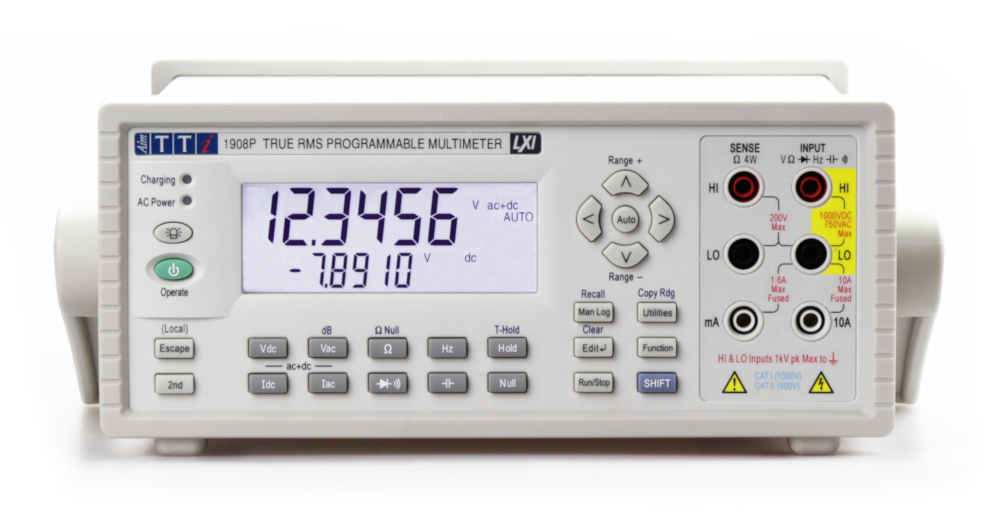 Aim TTi 1908P TRUE RMS PROGRAMMABLE MULTIMETER LXI
Charging
AC Power
Operate
(Local)
Escape
2nd
12.3456 V ac+dc
AUTO
-7.8910 V dc
dB
Ω Null
T-Hold
Vdc Vac Ω Hz Hold
ac+dc
Idc Iac Null
Range +
< Auto >
Range –
Recall Copy Rdg
Man Log Utilities
Clear
Edit↵ Function
Run/Stop SHIFT
SENSE INPUT
Ω 4W V Ω Hz
HI HI
200V
Max
1000VDC
750VAC
Max
LO LO
1.6A
Max
Fused
10A
Max
Fused
mA 10A
HI & LO Inputs 1kV pk Max to ⏚
CAT I (1000V)
CAT II (600V)